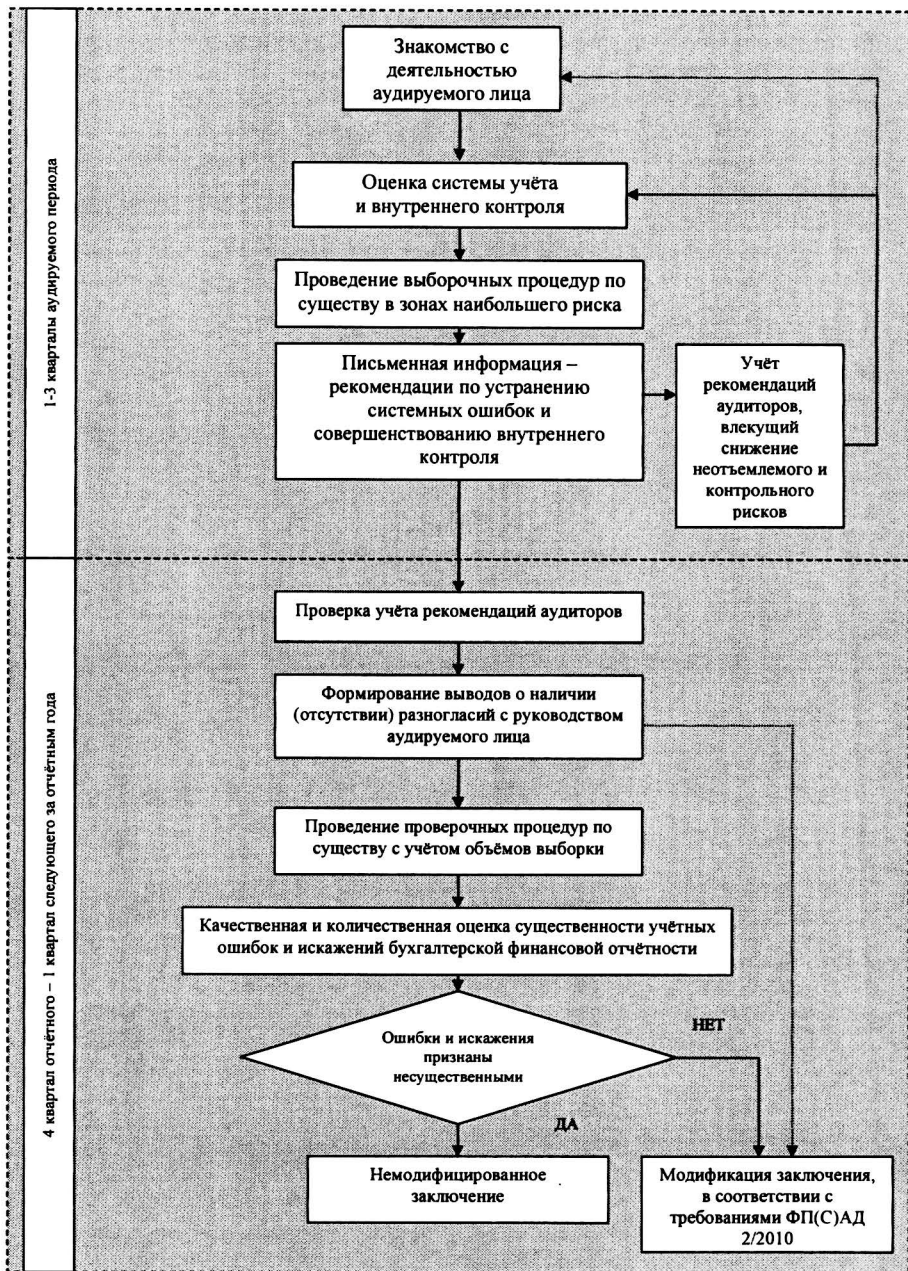 1-3 кварталы аудируемого периода
Знакомство с
деятельностью
аудируемого лица
Оценка системы учёта
и внутреннего контроля
Проведение выборочных процедур по
существу в зонах наибольшего риска
Письменная информация –
рекомендации по устранению
системных ошибок и
совершенствованию внутреннего
контроля
Учёт
рекомендаций
аудиторов,
влекущий
снижение
неотъемлемого и
контрольного
рисков
4 квартал отчётного – 1 квартал следующего за отчётным года
Проверка учёта рекомендаций аудиторов
Формирование выводов о наличии
(отсутствии) разногласий с руководством
аудируемого лица
Проведение проверочных процедур по
существу с учётом объёмов выборки
Качественная и количественная оценка существенности учётных
ошибок и искажений бухгалтерской финансовой отчётности
Ошибки и искажения
признаны
несущественными
НЕТ
ДА
Немодифицированное
заключение
Модификация заключения,
в соответствии с
требованиями ФП(С)АД
2/2010